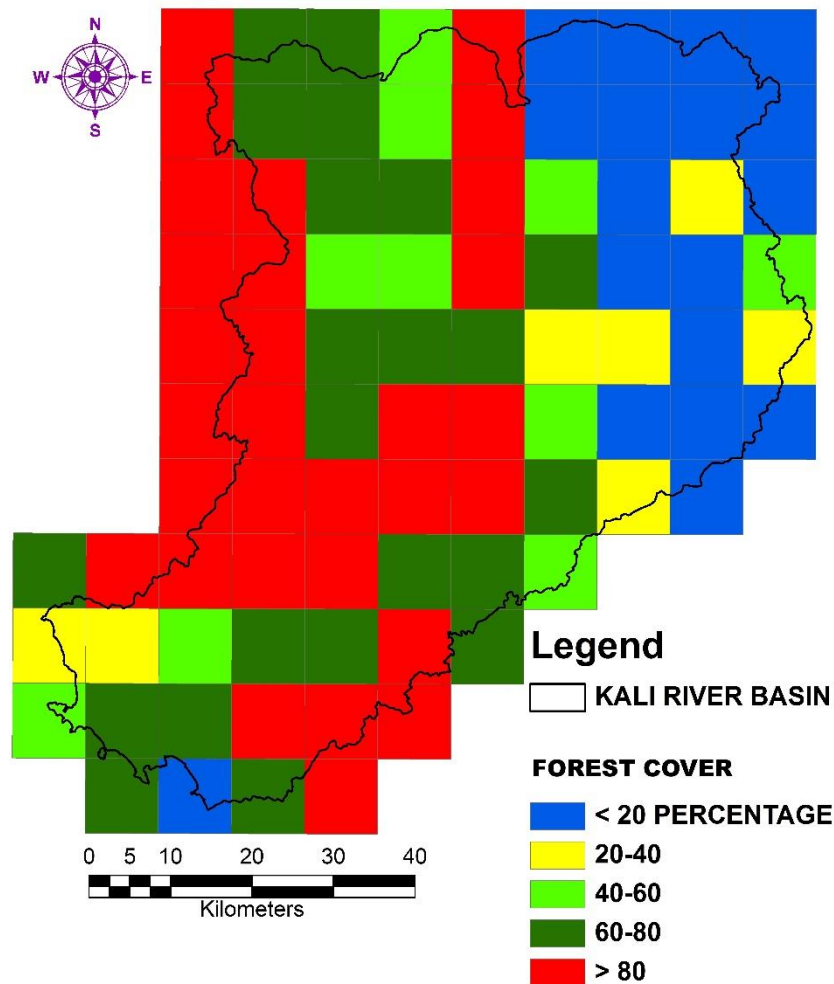 N
W E
S
Legend
KALI RIVER BASIN
FOREST COVER
< 20 PERCENTAGE
20-40
40-60
60-80
> 80
0 5 10 20 30 40
Kilometers